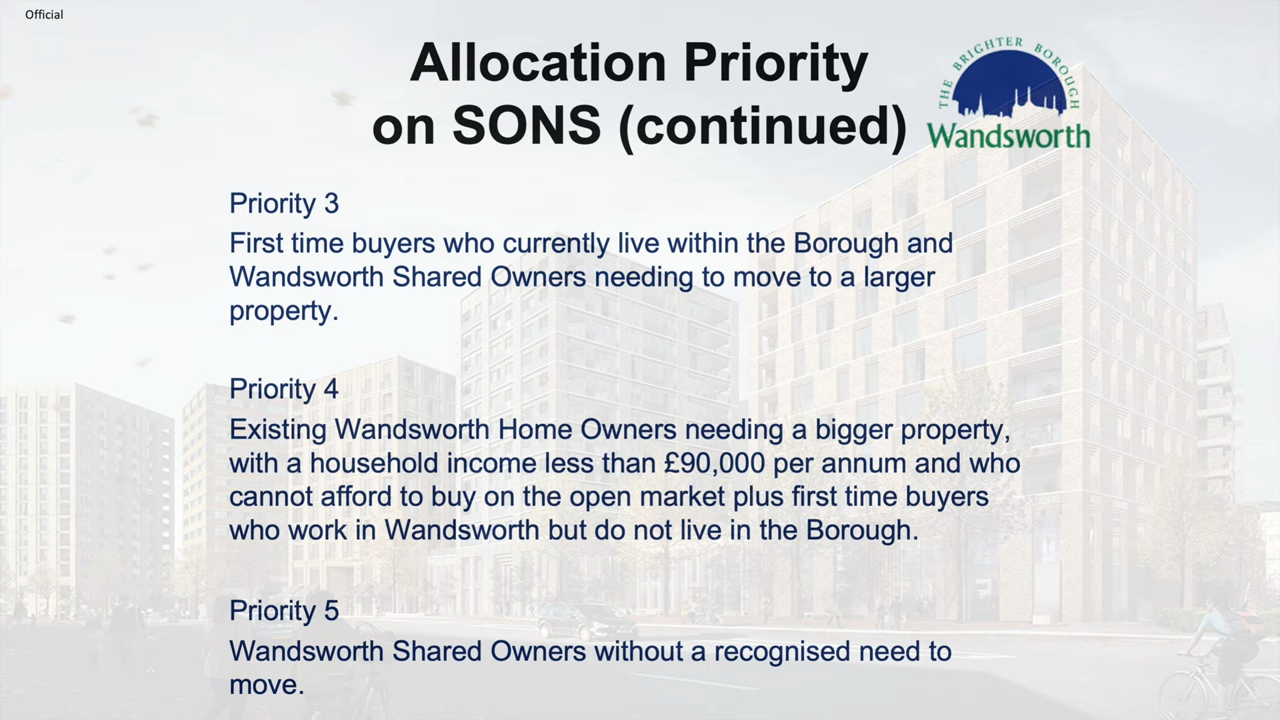 Official
Allocation Priority
on SONS (continued)
THE BRIGHTER BOROUGH
Wandsworth
Priority 3
First time buyers who currently live within the Borough and
Wandsworth Shared Owners needing to move to a larger
property.
Priority 4
Existing Wandsworth Home Owners needing a bigger property,
with a household income less than £90,000 per annum and who
cannot afford to buy on the open market plus first time buyers
who work in Wandsworth but do not live in the Borough.
Priority 5
Wandsworth Shared Owners without a recognised need to
move.